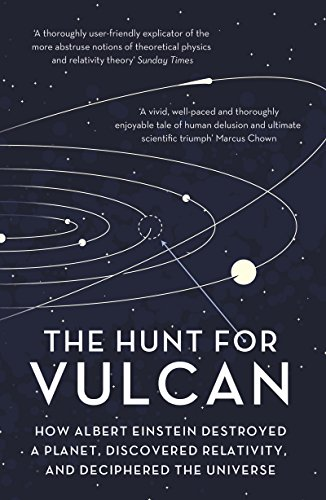 'A thoroughly user-friendly explicator of the
more abstruse notions of theoretical physics
and relativity theory' Sunday Times
'A vivid, well-paced and thoroughly
enjoyable tale of human delusion and ultimate
scientific triumph' Marcus Chown
THE HUNT FOR
VULCAN
HOW ALBERT EINSTEIN DESTROYED
A PLANET, DISCOVERED RELATIVITY,
AND DECIPHERED THE UNIVERSE